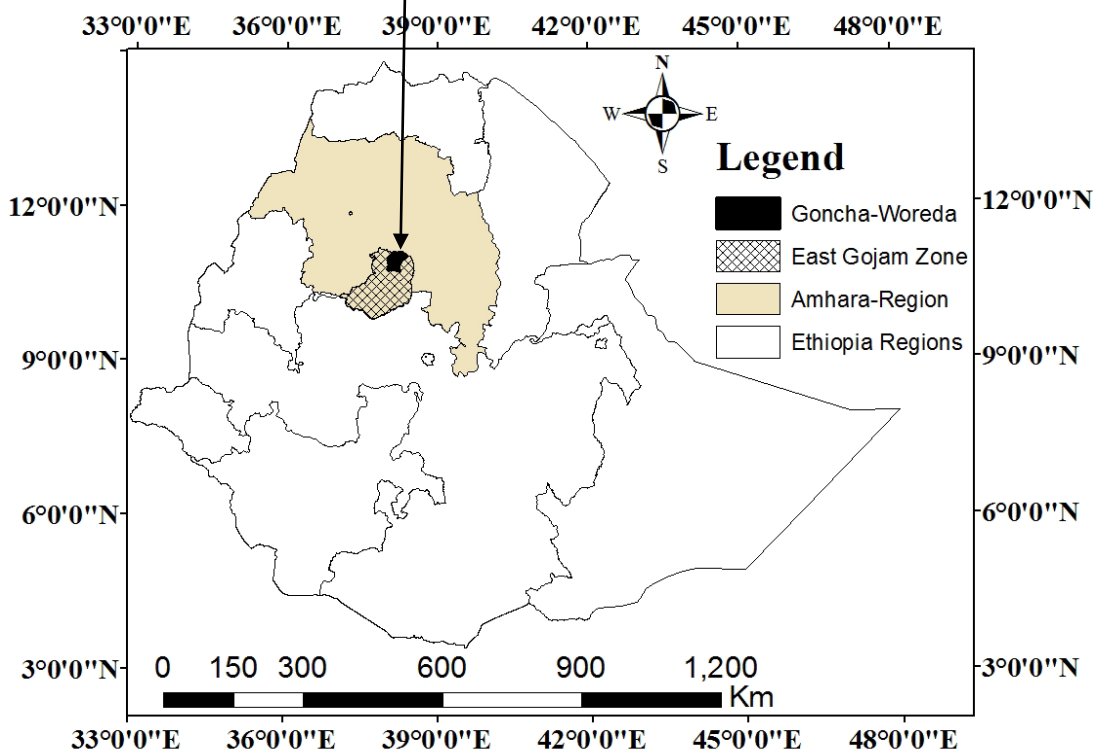 33°0'0"E 36°0'0"E 39°0'0"E 42°0'0"E 45°0'0"E 48°0'0"E
N
W E
S
Legend
12°0'0"N 12°0'0"N
Goncha-Woreda
East Gojam Zone
Amhara-Region
Ethiopia Regions
9°0'0"N 9°0'0"N
6°0'0"N 6°0'0"N
3°0'0"N 3°0'0"N
0 150 300 600 900 1,200
Km
33°0'0"E 36°0'0"E 39°0'0"E 42°0'0"E 45°0'0"E 48°0'0"E